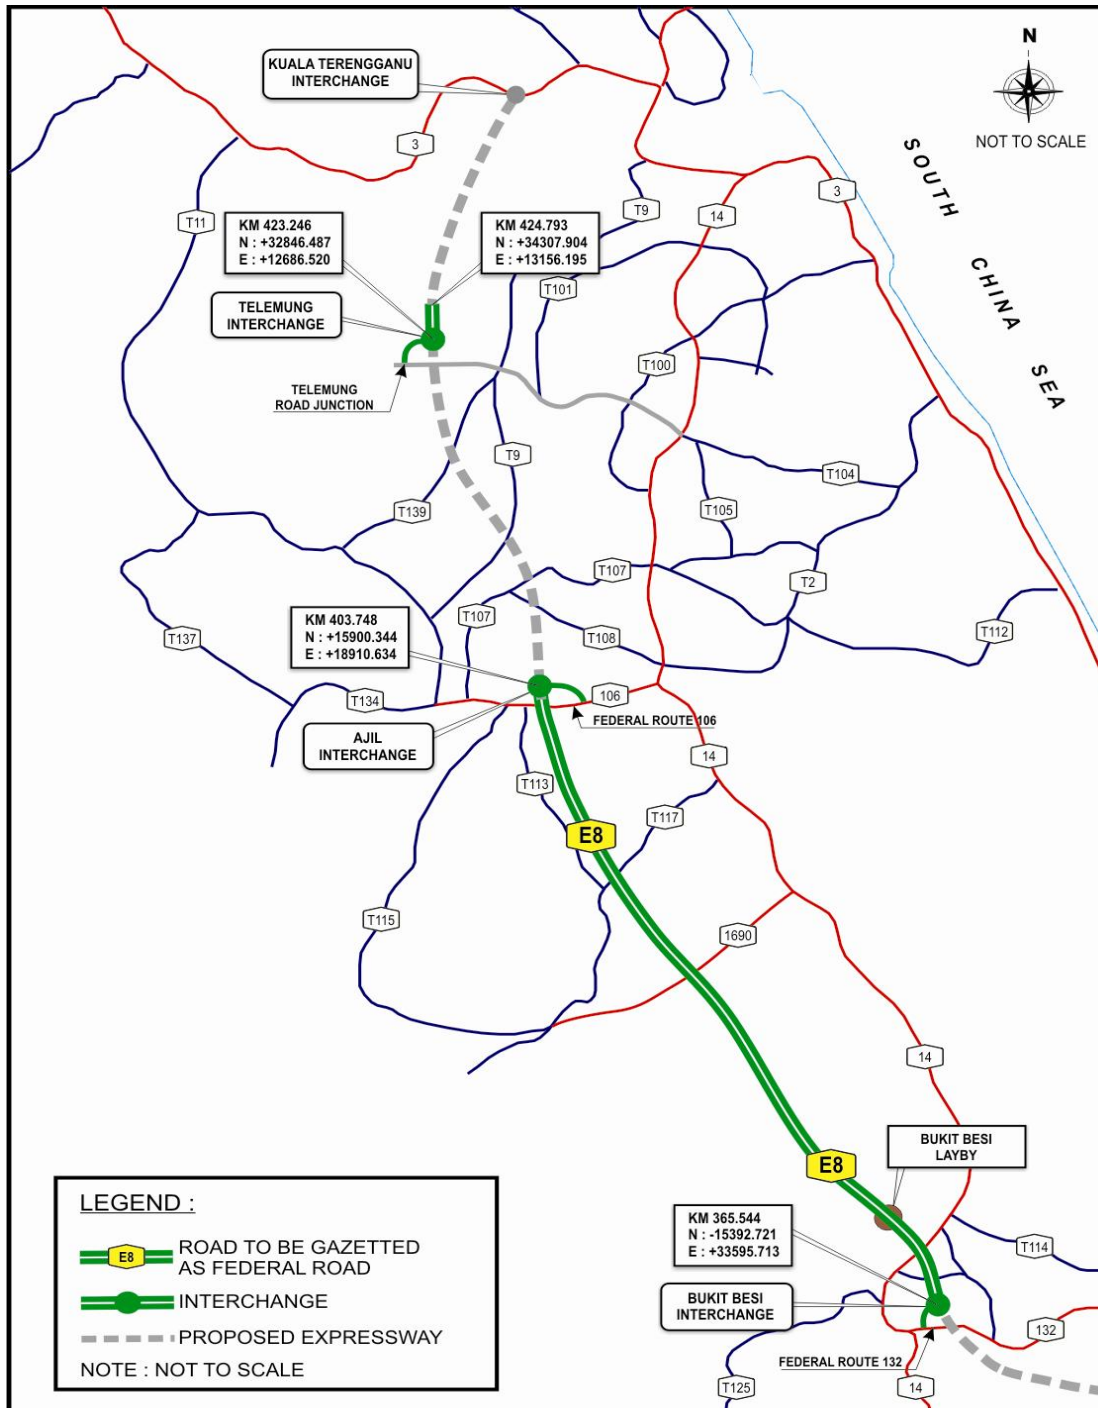 KUALA TERENGGANU
INTERCHANGE
N
NOT TO SCALE
SOUTH CHINA SEA
3
3
14
T9
T11
KM 423.246
N : +32846.487
E : +12686.520
KM 424.793
N : +34307.904
E : +13156.195
T101
TELEMUNG
INTERCHANGE
T100
TELEMUNG
ROAD JUNCTION
T9
T104
T139
T105
T107
T2
KM 403.748
N : +15900.344
E : +18910.634
T107
T108
T112
T137
T134
106
FEDERAL ROUTE 106
AJIL
INTERCHANGE
14
T113
T117
E8
T115
1690
14
BUKIT BESI
LAYBY
E8
KM 365.544
N : -15392.721
E : +33595.713
T114
BUKIT BESI
INTERCHANGE
132
FEDERAL ROUTE 132
T125
14
LEGEND :
E8
ROAD TO BE GAZETTED
AS FEDERAL ROAD
INTERCHANGE
PROPOSED EXPRESSWAY
NOTE : NOT TO SCALE